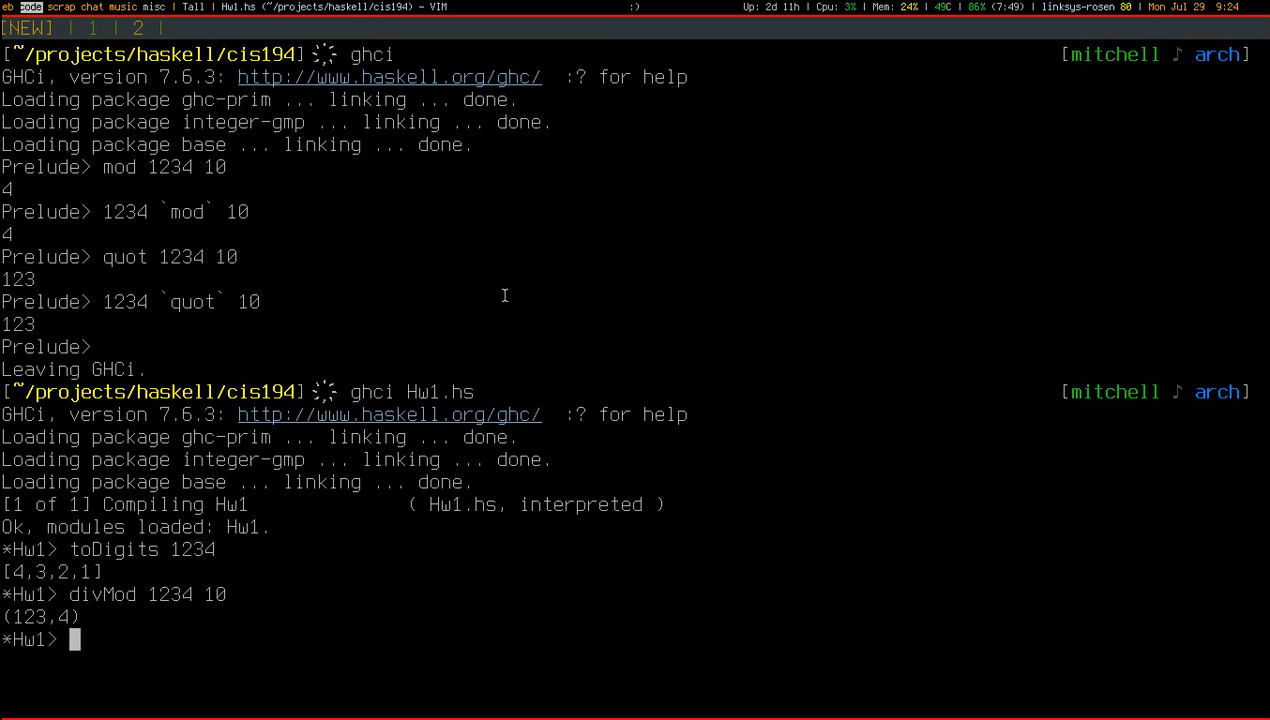 eb code scrap chat music misc | Tall | Hw1.hs (~/projects/haskell/cis194) - VIM :) Up: 2d 11h | Cpu: 3% | Mem: 24% | 49C | 86% (7:49) | linksys-rosen 80 | Mon Jul 29 9:24
[NEW] | 1 | 2 |
[~/projects/haskell/cis194] ghci [mitchell ♪ arch]
GHCi, version 7.6.3: http://www.haskell.org/ghc/ :? for help
Loading package ghc-prim ... linking ... done.
Loading package integer-gmp ... linking ... done.
Loading package base ... linking ... done.
Prelude> mod 1234 10
4
Prelude> 1234 `mod` 10
4
Prelude> quot 1234 10
123
Prelude> 1234 `quot` 10
123
Prelude>
Leaving GHCi.
[~/projects/haskell/cis194] ghci Hw1.hs [mitchell ♪ arch]
GHCi, version 7.6.3: http://www.haskell.org/ghc/ :? for help
Loading package ghc-prim ... linking ... done.
Loading package integer-gmp ... linking ... done.
Loading package base ... linking ... done.
[1 of 1] Compiling Hw1 ( Hw1.hs, interpreted )
Ok, modules loaded: Hw1.
*Hw1> toDigits 1234
[4,3,2,1]
*Hw1> divMod 1234 10
(123,4)
*Hw1>